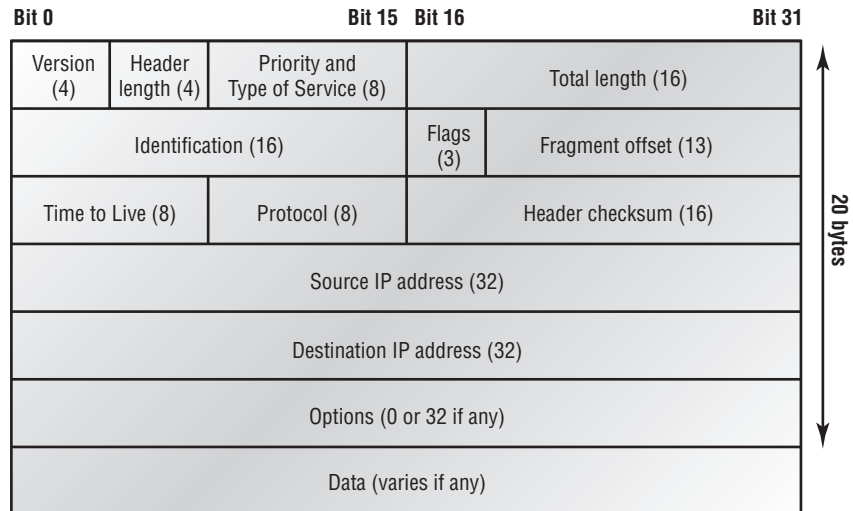 Bit 0 Bit 15 Bit 16 Bit 31
Version
(4)
Header
length (4)
Priority and
Type of Service (8)
Total length (16)
Identification (16)
Flags
(3)
Fragment offset (13)
Time to Live (8)
Protocol (8)
Header checksum (16)
Source IP address (32)
Destination IP address (32)
Options (0 or 32 if any)
Data (varies if any)
20 bytes